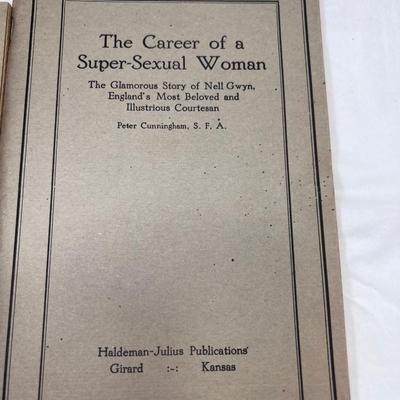 The Career of a
Super-Sexual Woman
The Glamorous Story of Nell Gwyn,
England's Most Beloved and
Illustrious Courtesan
Peter Cunningham, S. F. A.
Haldeman-Julius Publications
Girard :-: Kansas